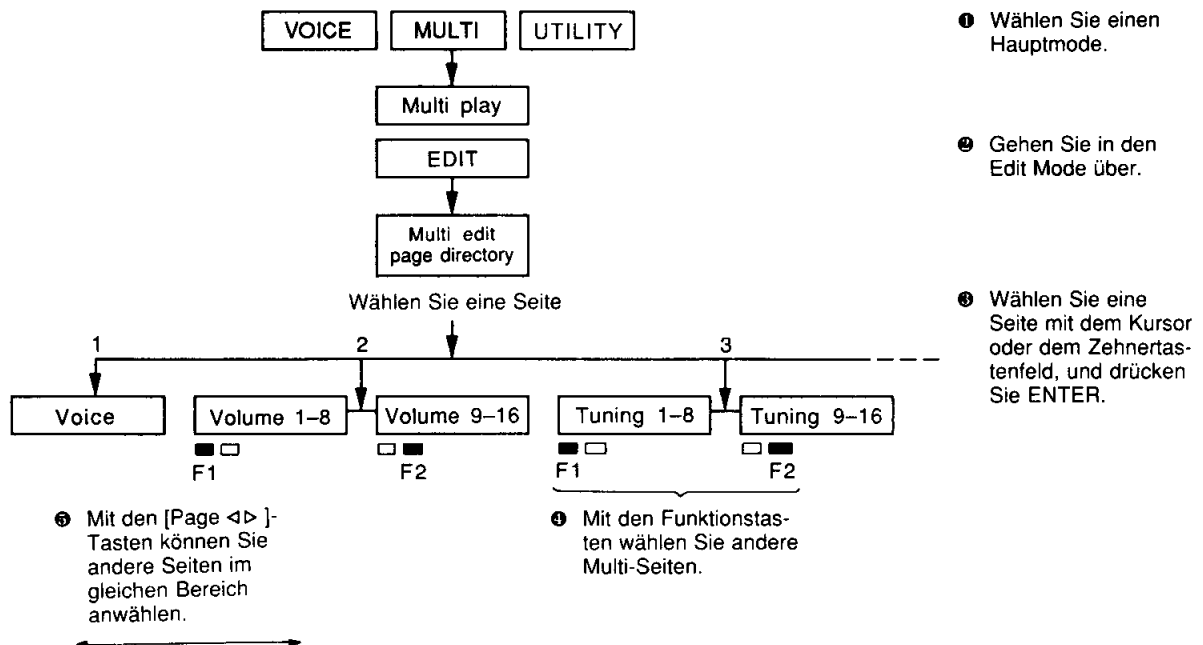 VOICE MULTI UTILITY
❶ Wählen Sie einen
Hauptmode.
Multi play
EDIT
❷ Gehen Sie in den
Edit Mode über.
Multi edit
page directory
Wählen Sie eine Seite
❸ Wählen Sie eine
Seite mit dem Kursor
oder dem Zehnertas-
tenfeld, und drücken
Sie ENTER.
1 2 3
Voice Volume 1–8 Volume 9–16 Tuning 1–8 Tuning 9–16
F1 F2 F1 F2
❺ Mit den [Page ◁▷ ]-
Tasten können Sie
andere Seiten im
gleichen Bereich
anwählen.
❹ Mit den Funktionstas-
ten wählen Sie andere
Multi-Seiten.